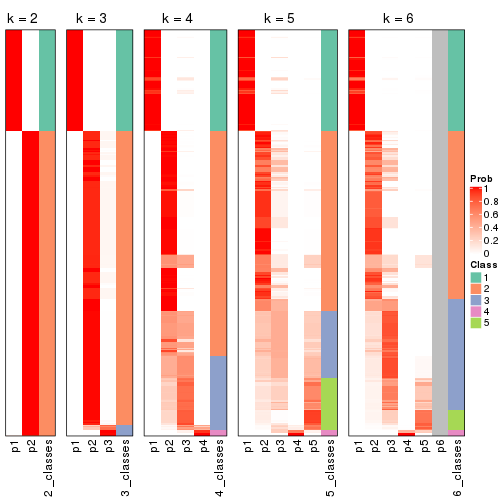 k = 2
k = 3
k = 4
k = 5
k = 6
Prob
1
0.8
0.6
0.4
0.2
0
Class
1
2
3
4
5
p1
p2
2_classes
p1
p2
p3
3_classes
p1
p2
p3
p4
4_classes
p1
p2
p3
p4
p5
5_classes
p1
p2
p3
p4
p5
p6
6_classes